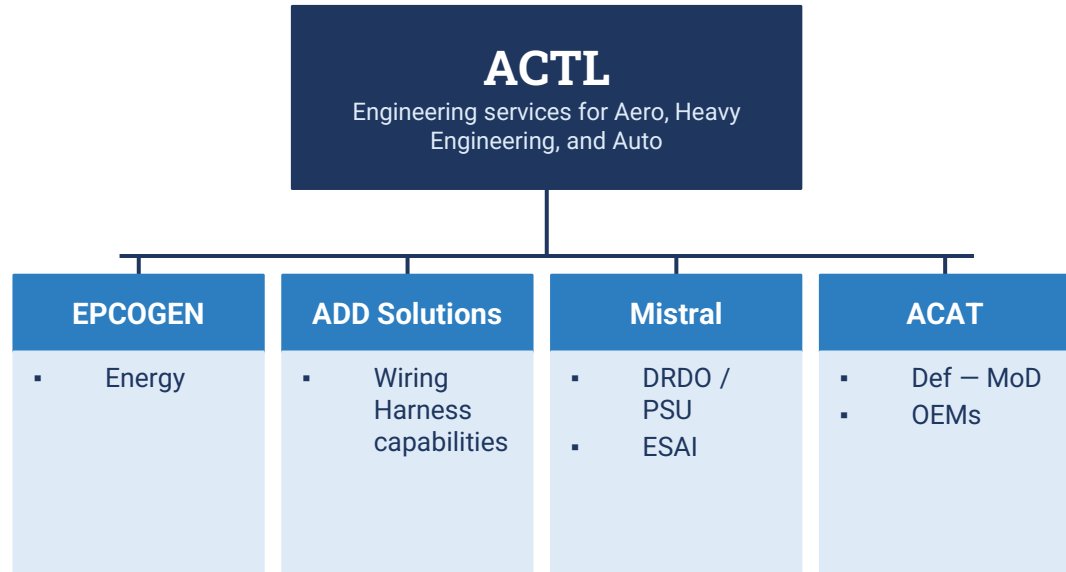 ACTL
Engineering services for Aero, Heavy
Engineering, and Auto
EPCOGEN
▪ Energy
ADD Solutions
▪ Wiring
Harness
capabilities
Mistral
▪ DRDO /
PSU
▪ ESAI
ACAT
▪ Def — MoD
▪ OEMs